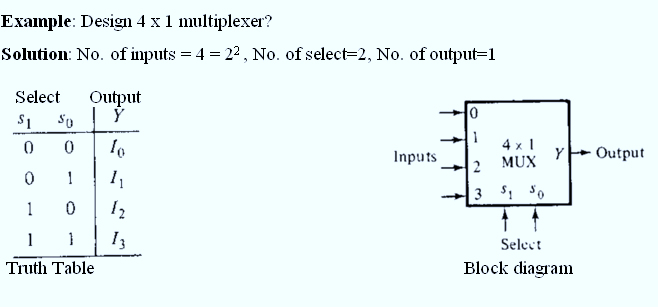 Example: Design 4 x 1 multiplexer?
Solution: No. of inputs = 4 = 2², No. of select=2, No. of output=1
Select Output
S₁ S₀ Y
0 0 I₀
0 1 I₁
1 0 I₂
1 1 I₃
Truth Table
0
1
2
3
Inputs
4 x 1
MUX
Y
Output
S₁ S₀
Select
Block diagram